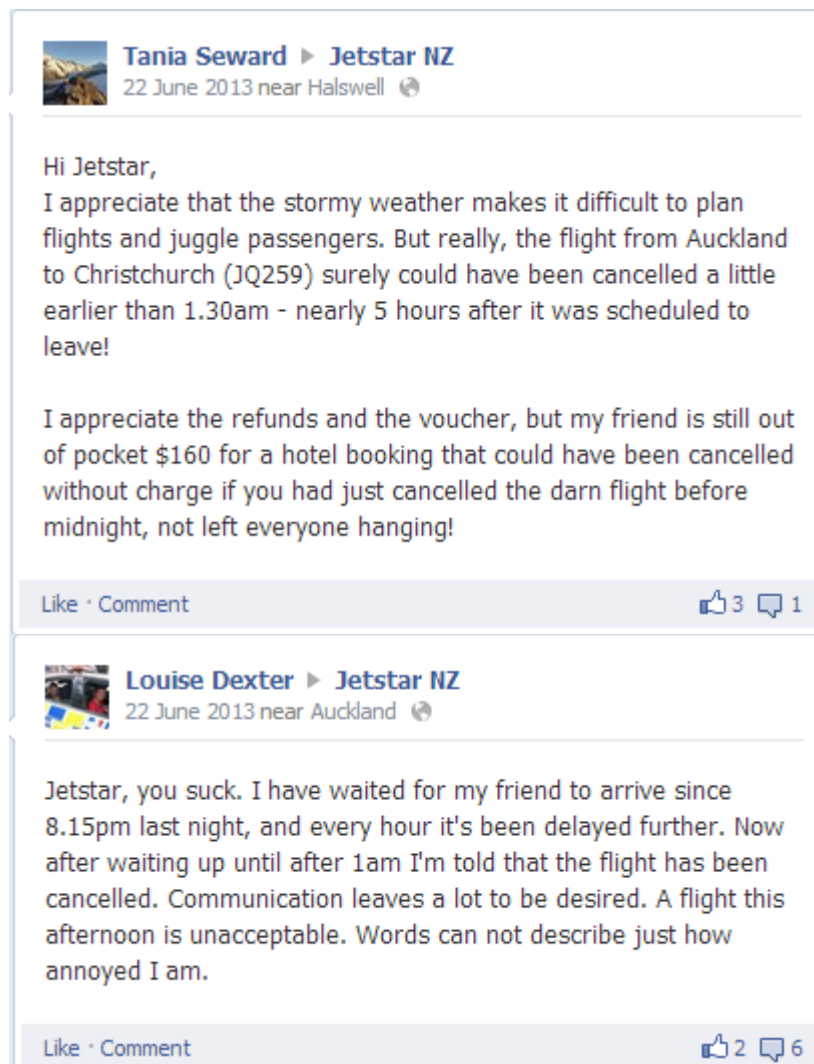 Tania Seward ▶ Jetstar NZ
22 June 2013 near Halswell
Hi Jetstar,
I appreciate that the stormy weather makes it difficult to plan
flights and juggle passengers. But really, the flight from Auckland
to Christchurch (JQ259) surely could have been cancelled a little
earlier than 1.30am - nearly 5 hours after it was scheduled to
leave!
I appreciate the refunds and the voucher, but my friend is still out
of pocket $160 for a hotel booking that could have been cancelled
without charge if you had just cancelled the darn flight before
midnight, not left everyone hanging!
Like · Comment 3 1
Louise Dexter ▶ Jetstar NZ
22 June 2013 near Auckland
Jetstar, you suck. I have waited for my friend to arrive since
8.15pm last night, and every hour it's been delayed further. Now
after waiting up until after 1am I'm told that the flight has been
cancelled. Communication leaves a lot to be desired. A flight this
afternoon is unacceptable. Words can not describe just how
annoyed I am.
Like · Comment 2 6